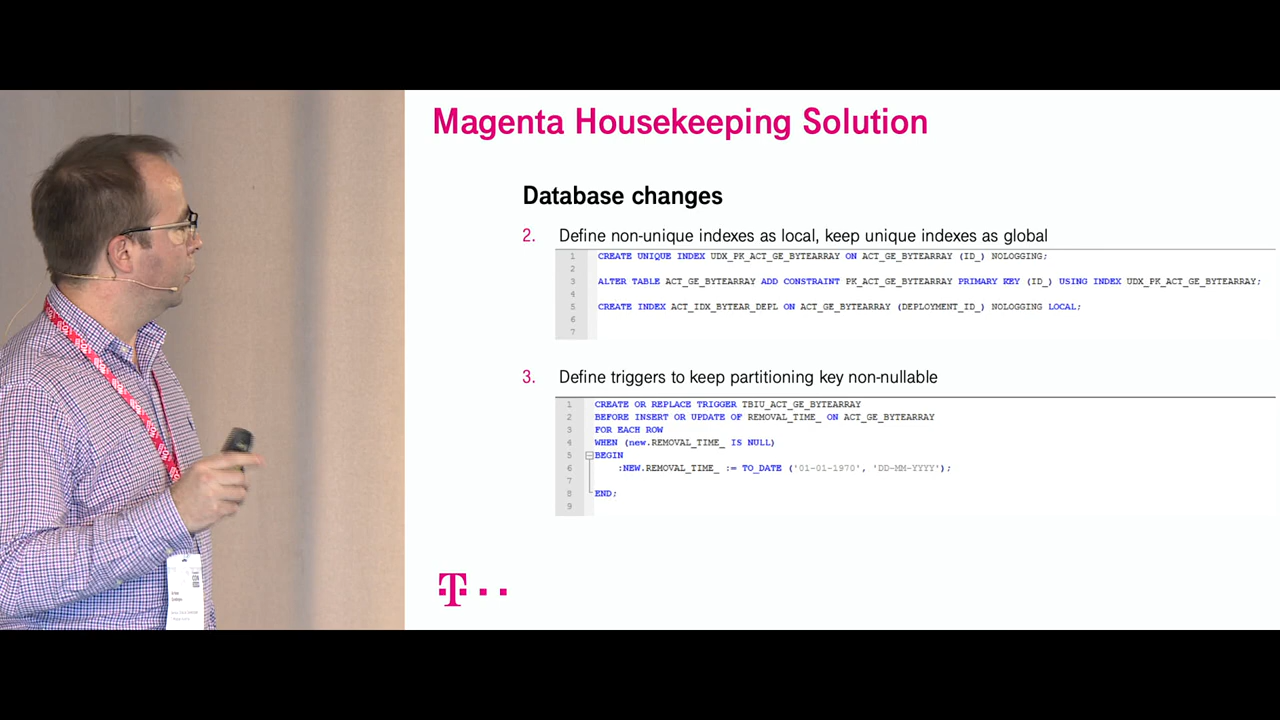 Magenta Housekeeping Solution
Database changes
2. Define non-unique indexes as local, keep unique indexes as global
1 CREATE UNIQUE INDEX UDX_PK_ACT_GE_BYTEARRAY ON ACT_GE_BYTEARRAY (ID_) NOLOGGING;
2
3 ALTER TABLE ACT_GE_BYTEARRAY ADD CONSTRAINT PK_ACT_GE_BYTEARRAY PRIMARY KEY (ID_) USING INDEX UDX_PK_ACT_GE_BYTEARRAY;
4
5 CREATE INDEX ACT_IDX_BYTEAR_DEPL ON ACT_GE_BYTEARRAY (DEPLOYMENT_ID_) NOLOGGING LOCAL;
6
7
3. Define triggers to keep partitioning key non-nullable
1 CREATE OR REPLACE TRIGGER TBIU_ACT_GE_BYTEARRAY
2 BEFORE INSERT OR UPDATE OF REMOVAL_TIME_ ON ACT_GE_BYTEARRAY
3 FOR EACH ROW
4 WHEN (new.REMOVAL_TIME_ IS NULL)
5 BEGIN
6 :NEW.REMOVAL_TIME_ := TO_DATE ('01-01-1970', 'DD-MM-YYYY');
7
8 END;
9
T